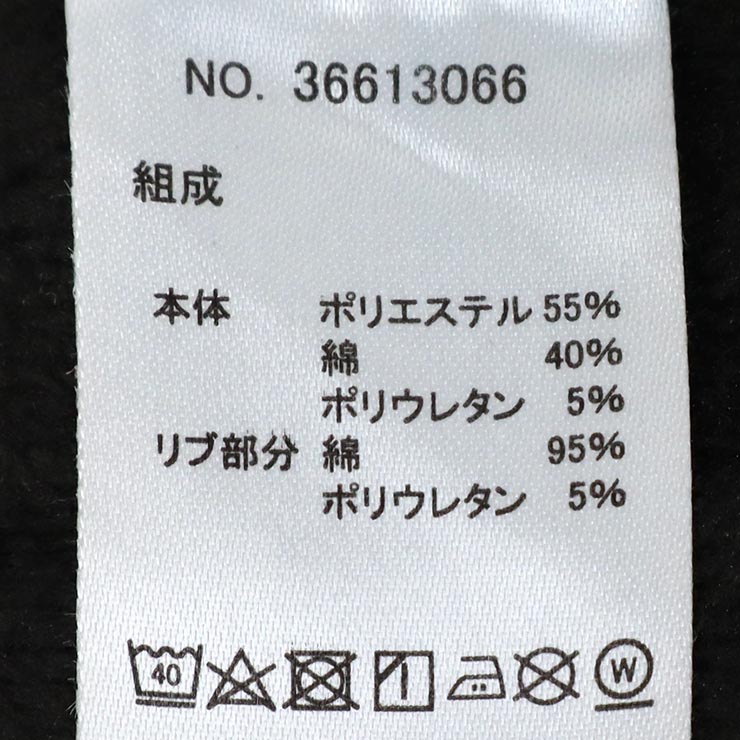 NO. 36613066
組成
本体 ポリエステル 55%
綿 40%
ポリウレタン 5%
リブ部分 綿 95%
ポリウレタン 5%
40 W